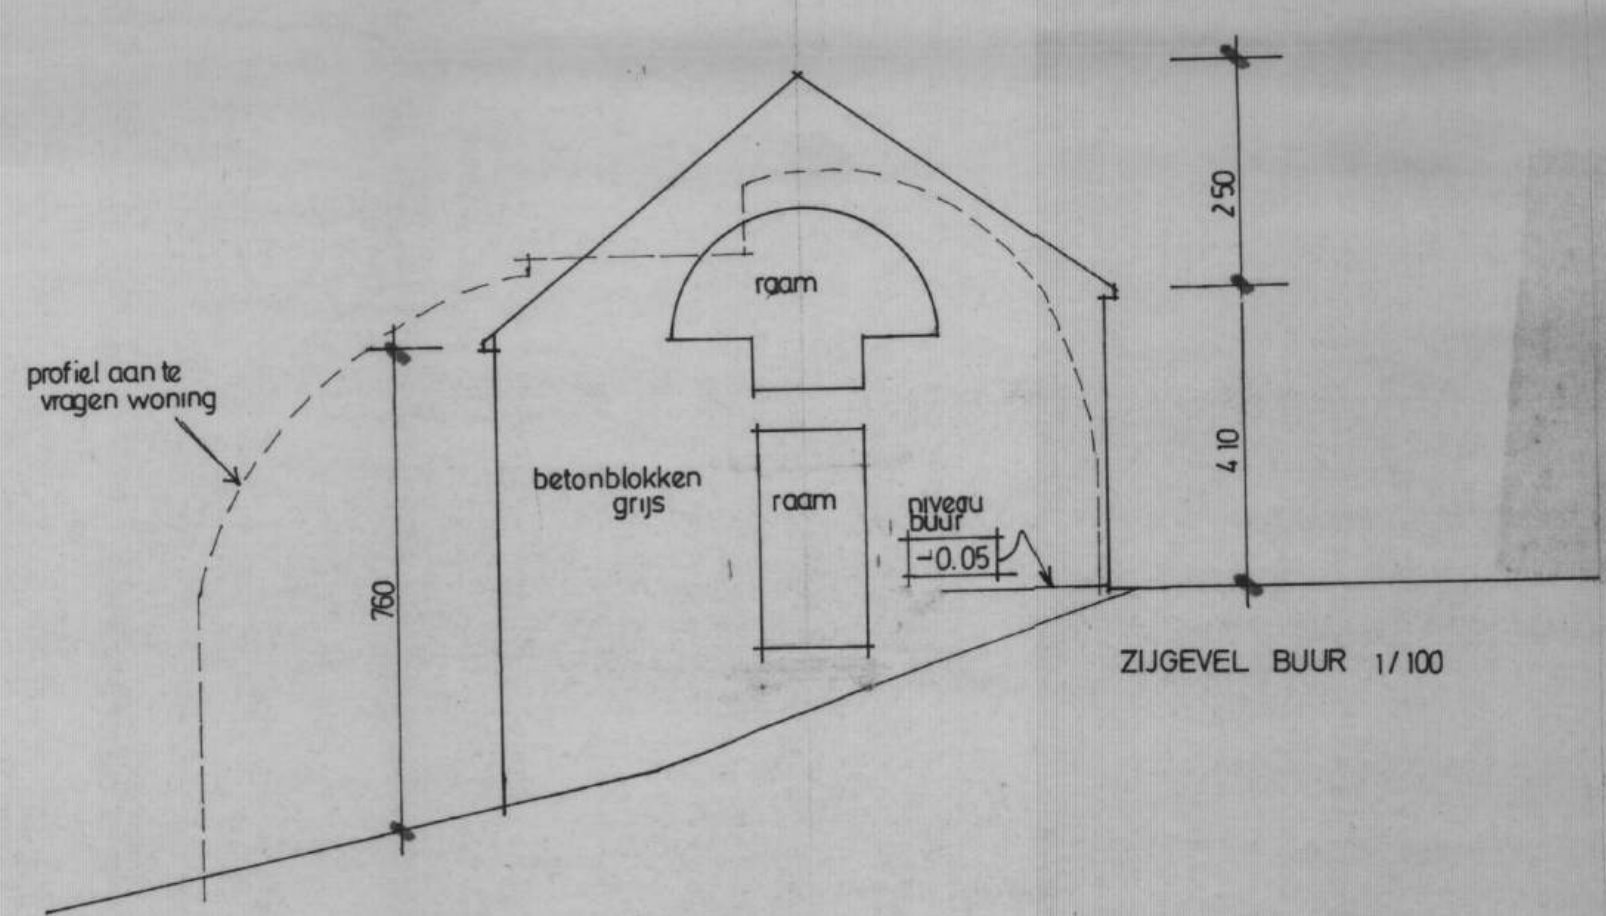 250
raam
profiel aan te
vragen woning
410
betonblokken
grijs
raam
niveau
buur
-0.05
760
ZIJGEVEL BUUR 1/100